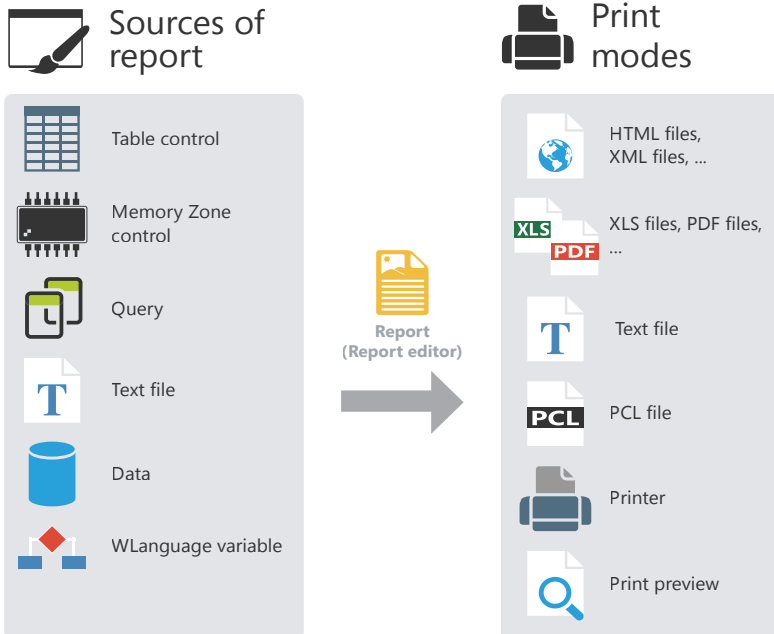 Sources of
report
Table control
Memory Zone
control
Query
T
Text file
Data
WLanguage variable
Report
(Report editor)
Print
modes
HTML files,
XML files, ...
XLS
PDF
XLS files, PDF files,
...
T
Text file
PCL
PCL file
Printer
Print preview